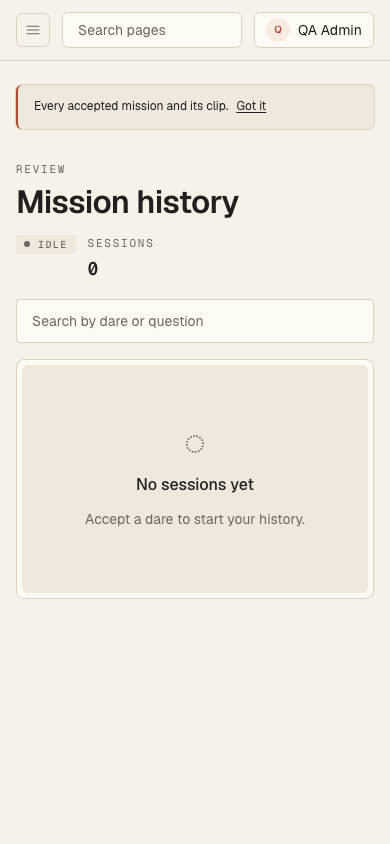 Search pages
Q QA Admin
Every accepted mission and its clip. Got it
REVIEW
Mission history
IDLE
SESSIONS
0
Search by dare or question
No sessions yet
Accept a dare to start your history.